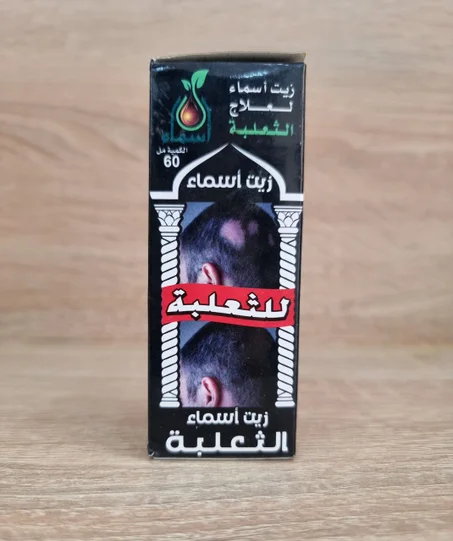 زيت أسماء
لعلاج
الثعلبة
أسماء
الكمية مل
60
زيت أسماء
للثعلبة
زيت أسماء
الثعلبة